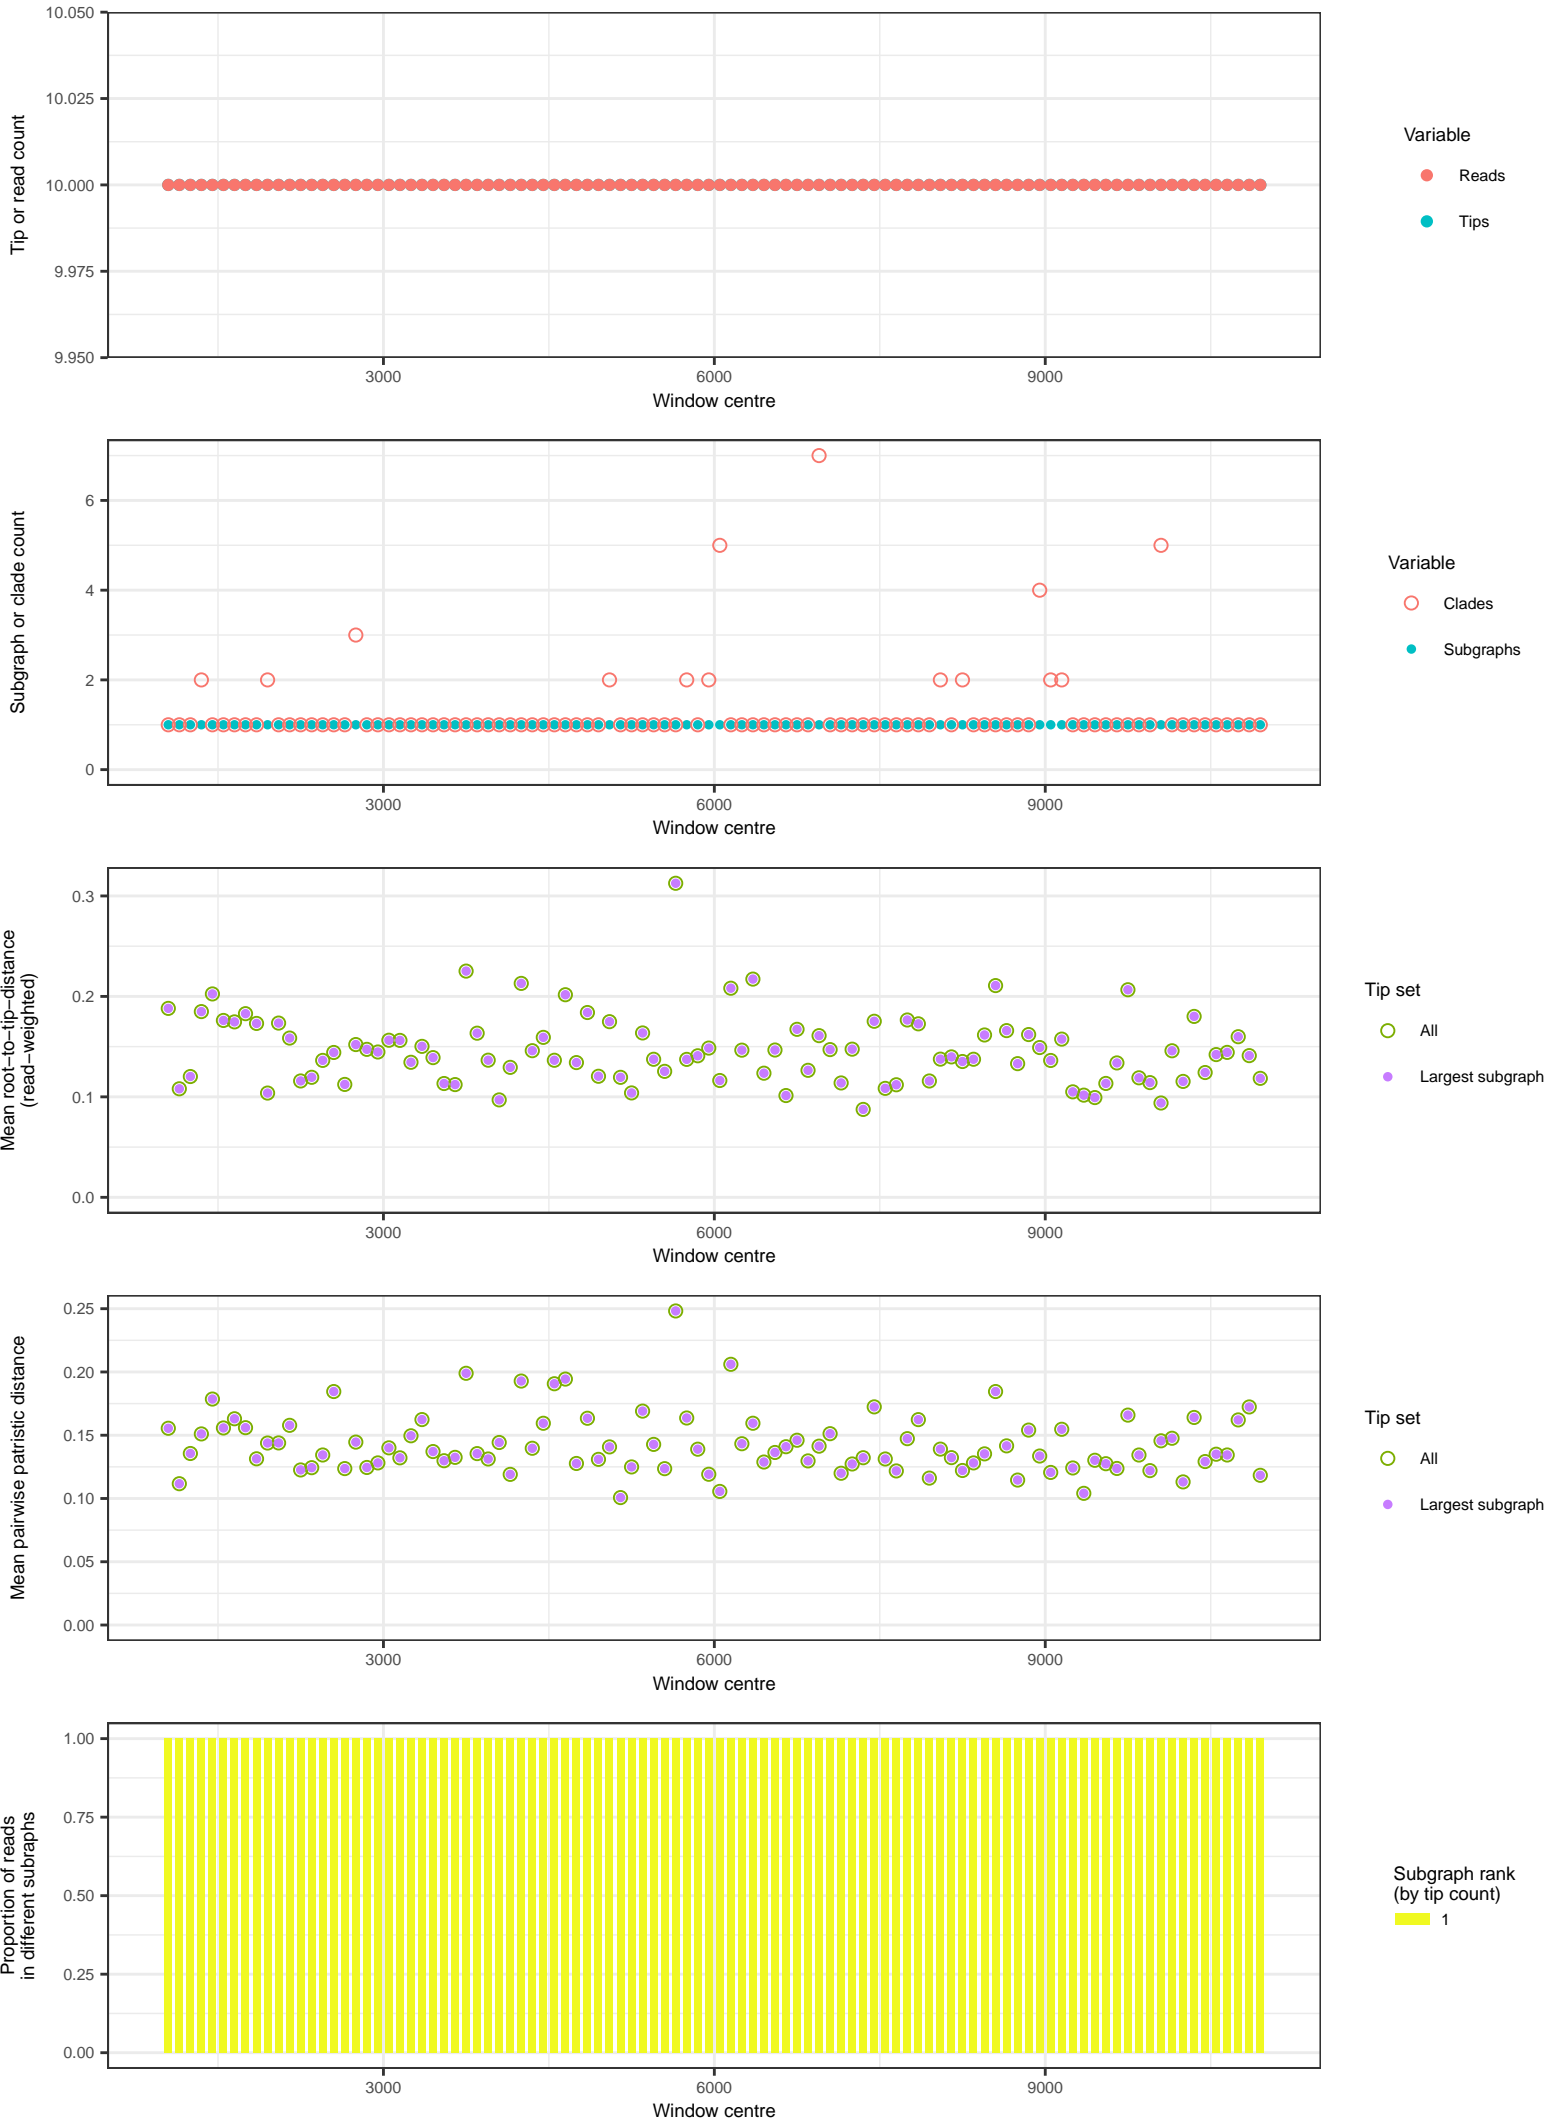 10.050
10.025
10.000
9.975
9.950
Tip or read count
3000
6000
9000
Window centre
Variable
Reads
Tips
6
4
2
0
Subgraph or clade count
3000
6000
9000
Window centre
Variable
Clades
Subgraphs
0.3
0.2
0.1
0.0
Mean root−to−tip−distance
(read−weighted)
3000
6000
9000
Window centre
Tip set
All
Largest subgraph
0.25
0.20
0.15
0.10
0.05
0.00
Mean pairwise patristic distance
3000
6000
9000
Window centre
Tip set
All
Largest subgraph
1.00
0.75
0.50
0.25
0.00
Proportion of reads
in different subraphs
3000
6000
9000
Window centre
Subgraph rank
(by tip count)
1